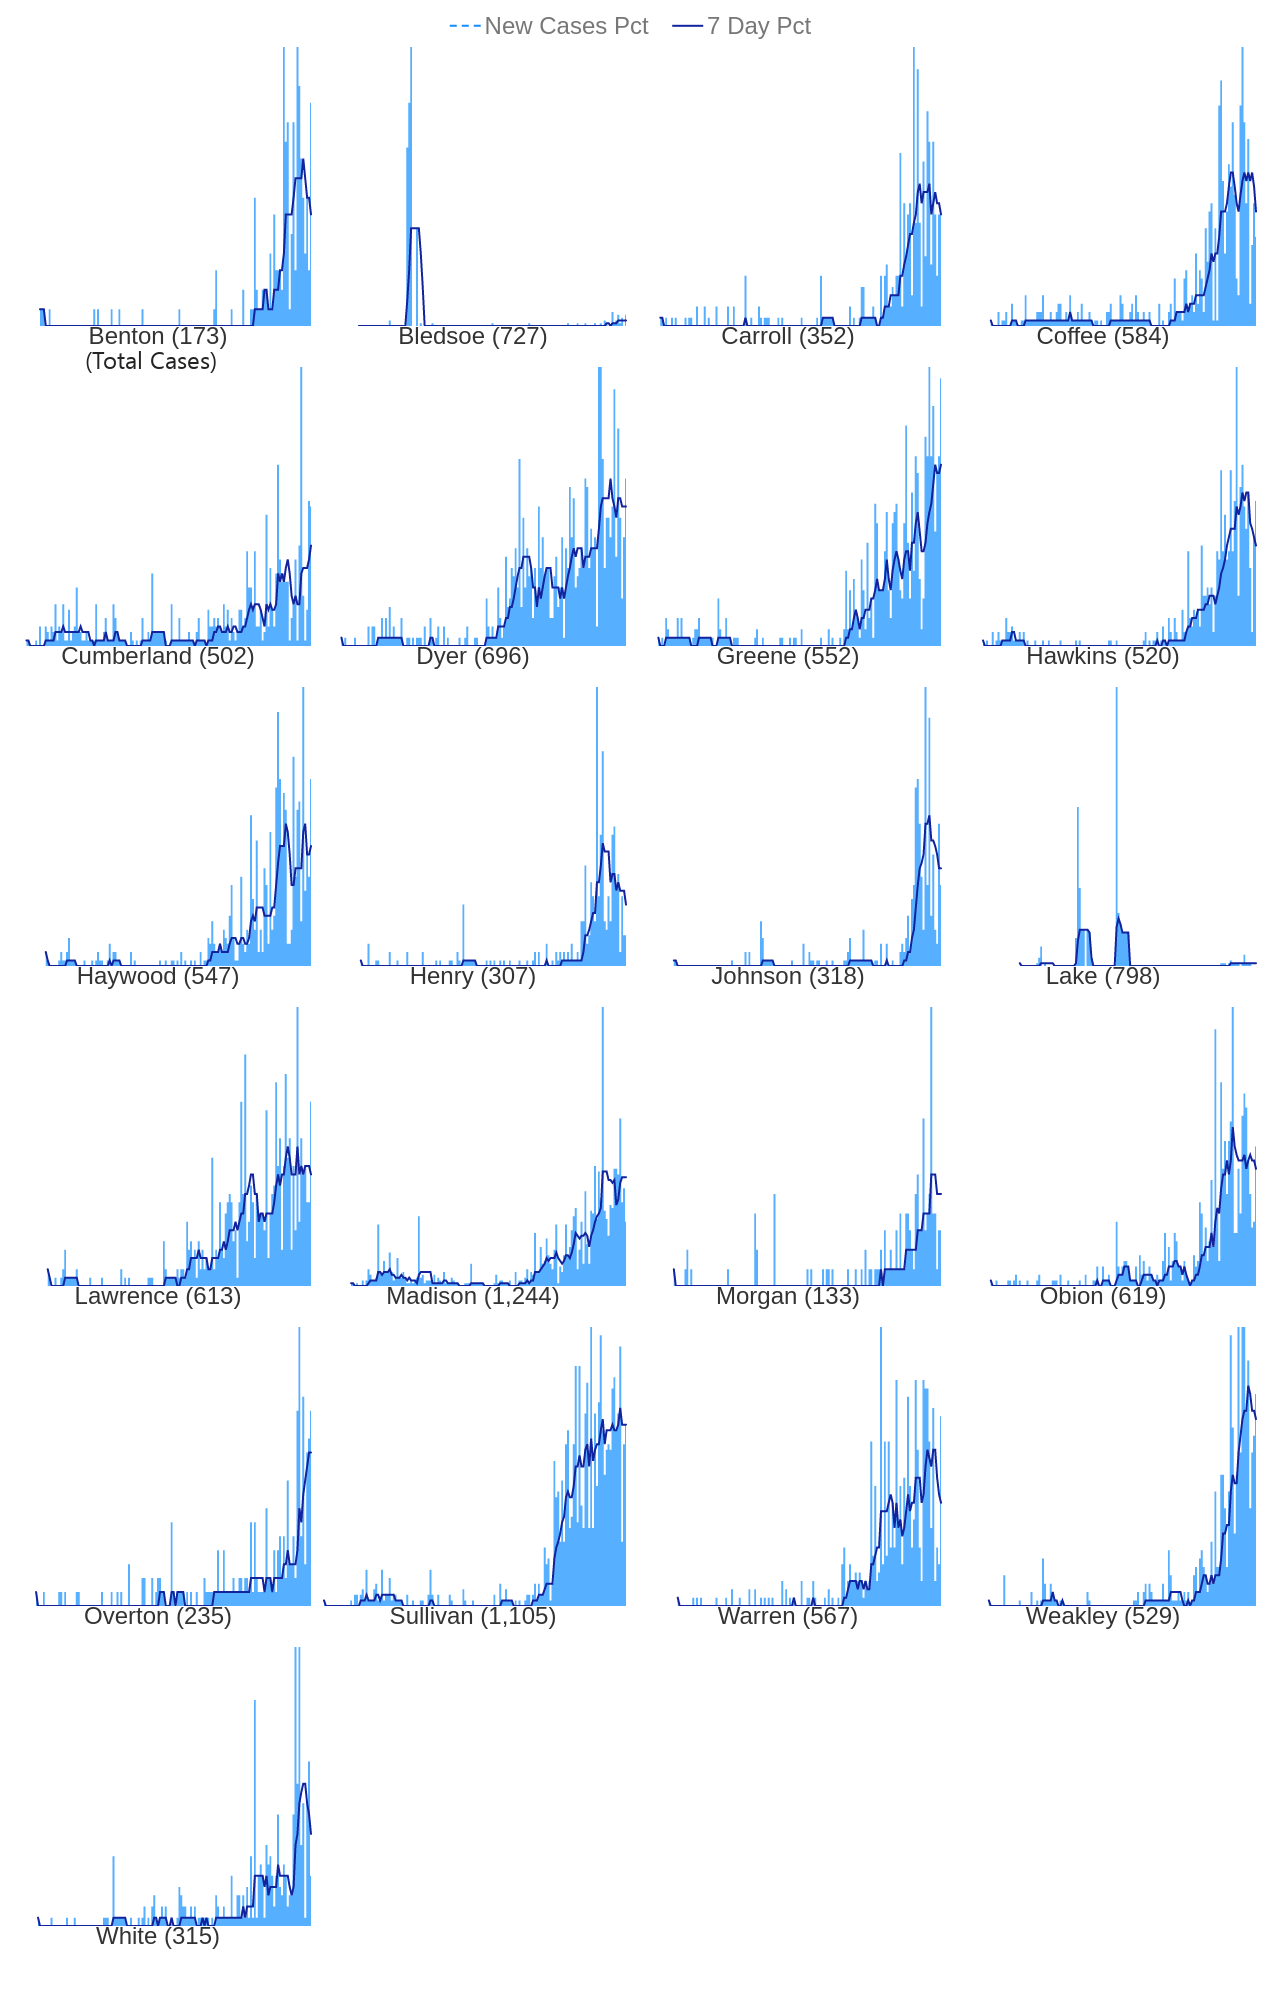 New Cases Pct 7 Day Pct
Benton (173) Bledsoe (727) Carroll (352) Coffee (584)
(Total Cases)
Cumberland (502) Dyer (696) Greene (552) Hawkins (520)
Haywood (547) Henry (307) Johnson (318) Lake (798)
Lawrence (613) Madison (1,244) Morgan (133) Obion (619)
Overton (235) Sullivan (1,105) Warren (567) Weakley (529)
White (315)